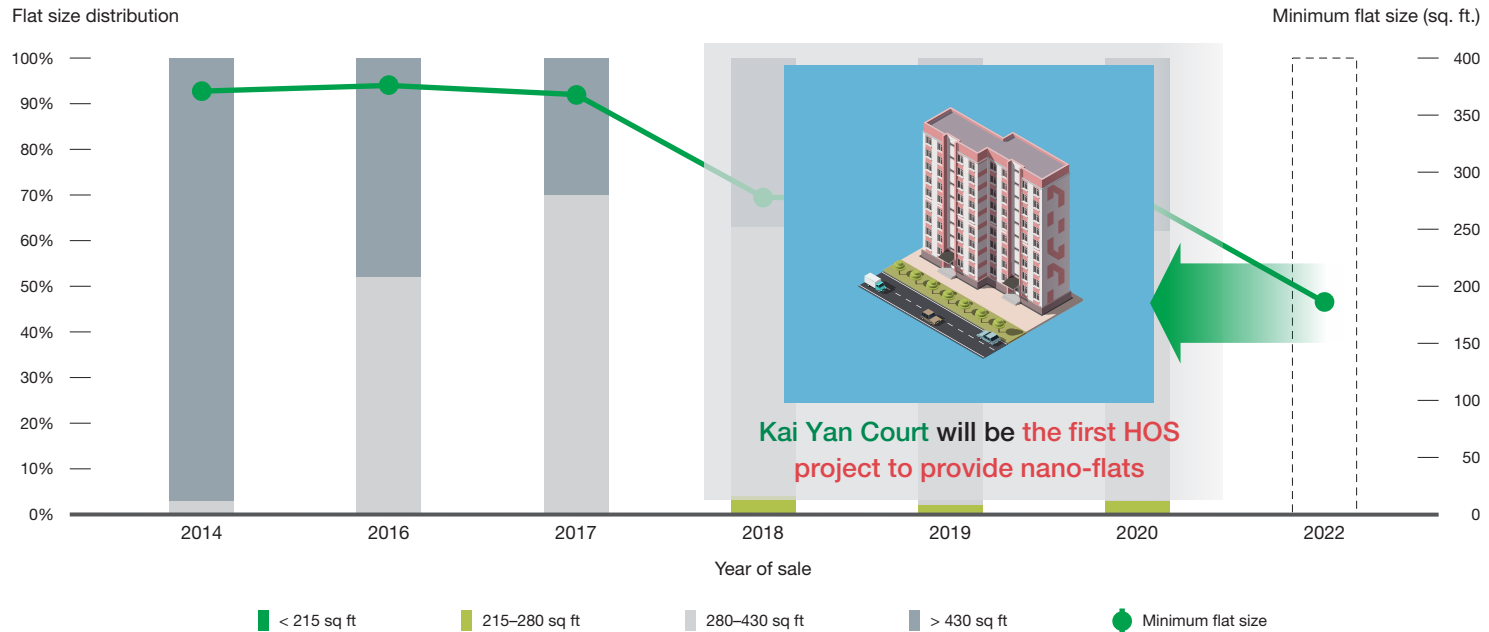 Flat size distribution
Minimum flat size (sq. ft.)
100%
90%
80%
70%
60%
50%
40%
30%
20%
10%
0%
400
350
300
250
200
150
100
50
0
Kai Yan Court will be the first HOS
project to provide nano-flats
2014
2016
2017
2018
2019
2020
2022
Year of sale
< 215 sq ft
215–280 sq ft
280–430 sq ft
> 430 sq ft
Minimum flat size